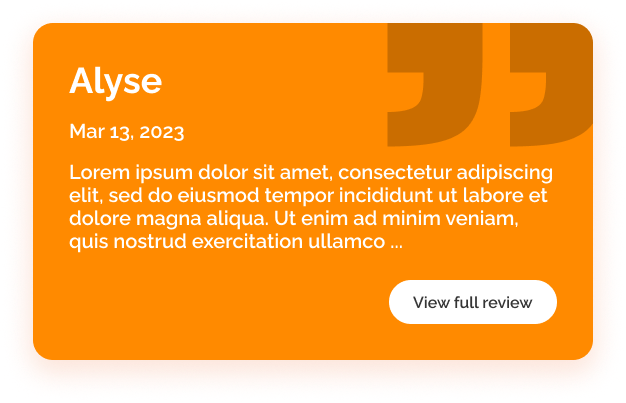 Alyse
Mar 13, 2023
Lorem ipsum dolor sit amet, consectetur adipiscing
elit, sed do eiusmod tempor incididunt ut labore et
dolore magna aliqua. Ut enim ad minim veniam,
quis nostrud exercitation ullamco ...
View full review